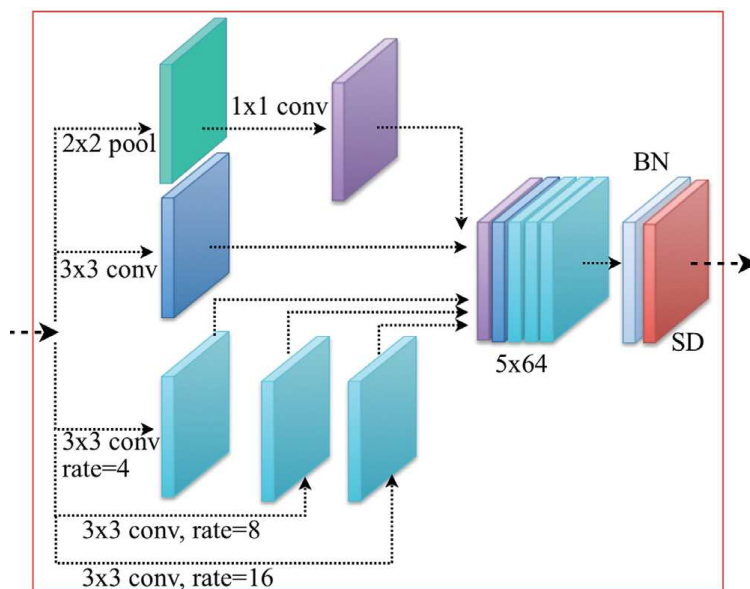 1x1 conv
2x2 pool
BN
3x3 conv
SD
5x64
3x3 conv
rate=4
3x3 conv, rate=8
3x3 conv, rate=16